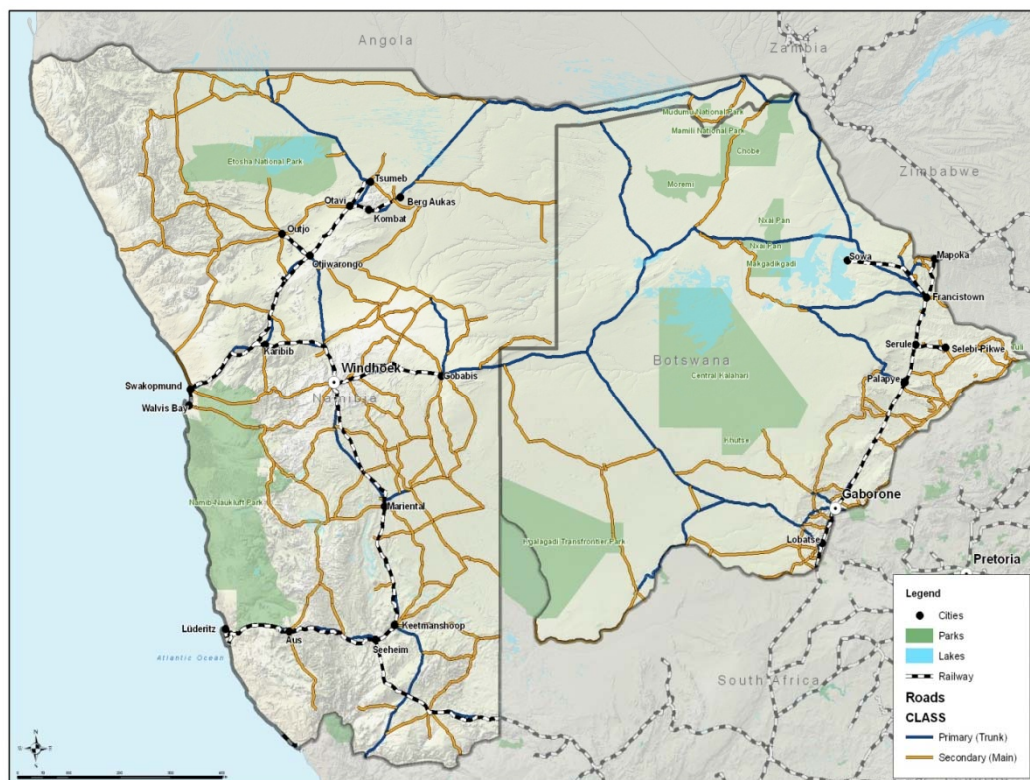 Angola
Zambia
Mudumu National Park
Mamili National Park
Chobe
Etosha National Park
Tsumeb
Zimbabwe
Otavi
Berg Aukas
Moremi
Kombat
Nxai Pan
Outjo
Nxai Pan
Otjiwarongo
Makgadikgadi
Sowa
Mapoka
Francistown
Karibib
Serule
Selebi-Pikwe
Botswana
Windhoek
Central Kalahari
Gobabis
Palapye
Swakopmund
Namibia
Walvis Bay
Khutse
Gaborone
Namib-Naukluft Park
Mariental
Kgalagadi Transfrontier Park
Lobatse
Pretoria
Legend
Cities
Keetmanshoop
Lüderitz
Parks
Aus
Seeheim
Lakes
Atlantic Ocean
South Africa
Railway
Roads
CLASS
Primary (Trunk)
Secondary (Main)